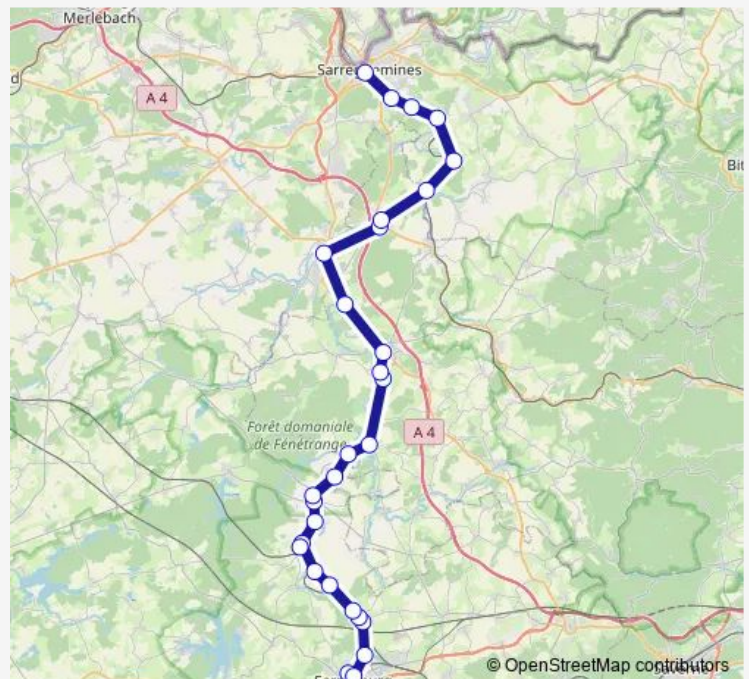 Merlebach
Sarreguemines
A 4
Bit
Forêt domaniale
de Fénétrange
A 4
© OpenStreetMap contributors